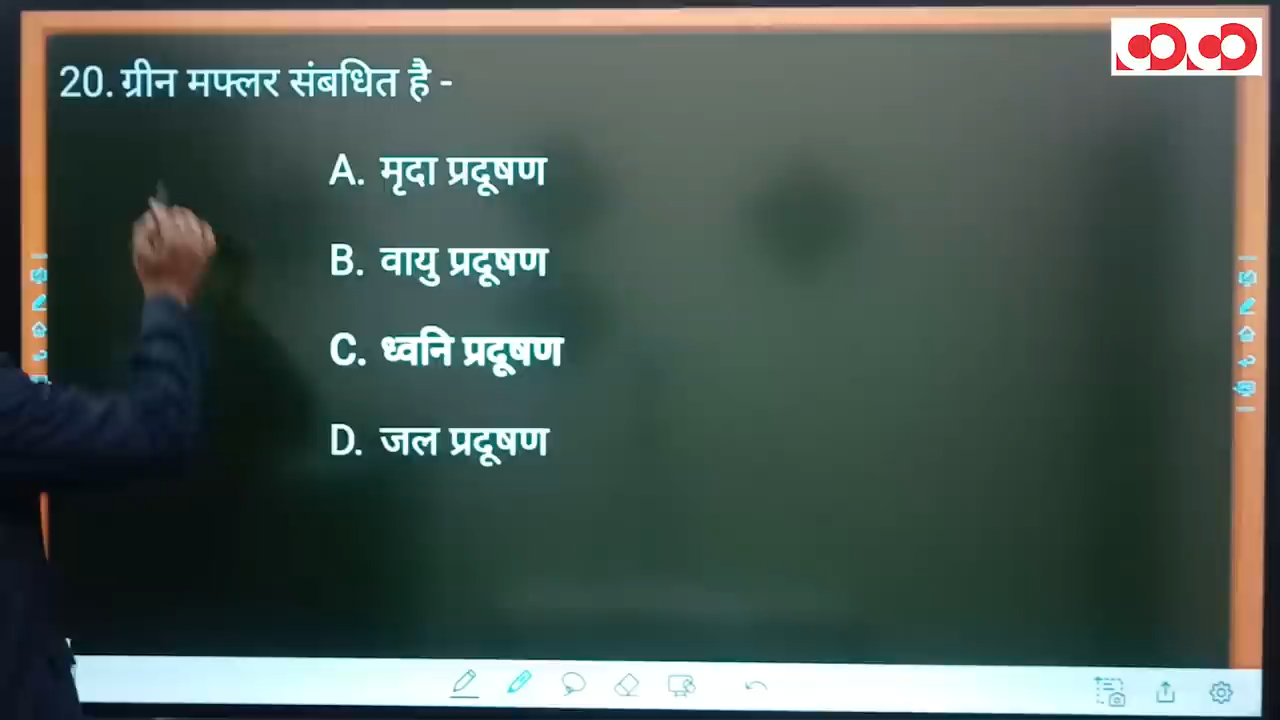 20. ग्रीन मफ्लर संबधित है -
A. मृदा प्रदूषण
B. वायु प्रदूषण
C. ध्वनि प्रदूषण
D. जल प्रदूषण